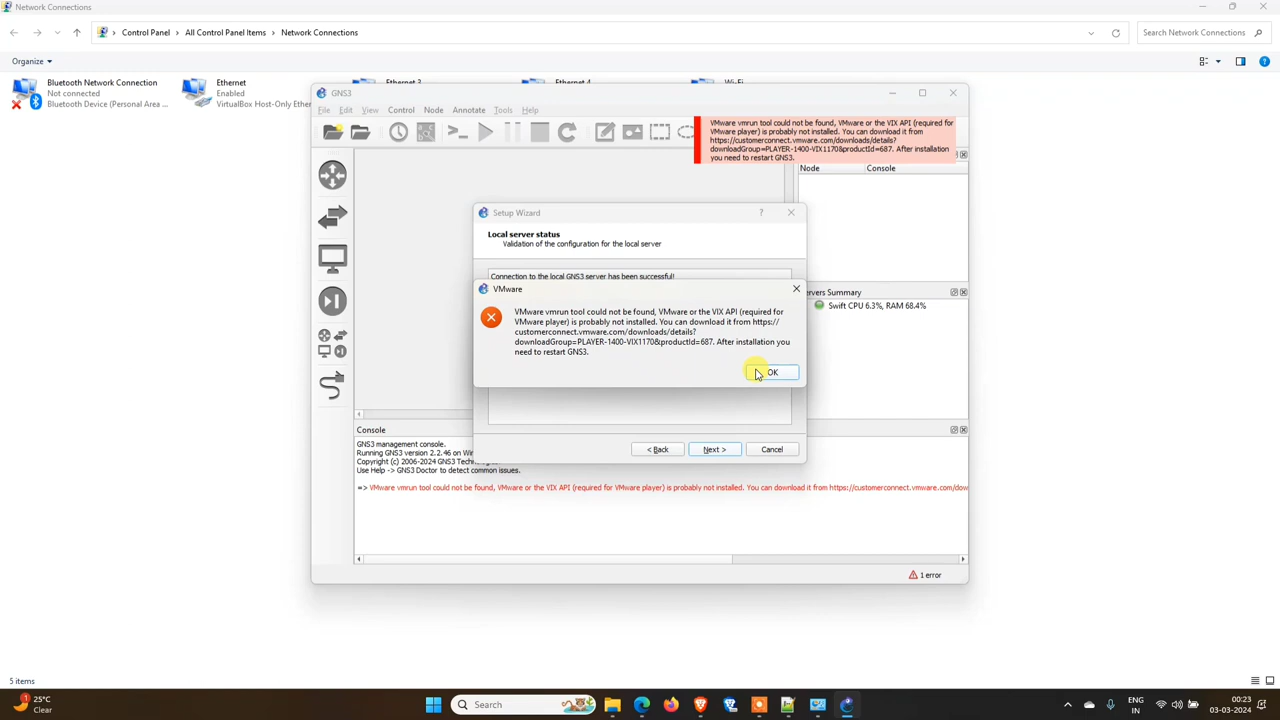 Network Connections
Control Panel
All Control Panel Items
Network Connections
Search Network Connections
Organize
Bluetooth Network Connection
Not connected
Bluetooth Device (Personal Area ...
Ethernet
Enabled
VirtualBox Host-Only Ether
Ethernet 3
Ethernet 4
Wi-Fi
GNS3
File Edit View Control Node Annotate Tools Help
VMware vmrun tool could not be found, VMware or the VIX API (required for
VMware player) is probably not installed. You can download it from
https://customerconnect.vmware.com/downloads/details?
downloadGroup=PLAYER-1400-VIX1170&productId=687. After installation
you need to restart GNS3.
Node Console
Setup Wizard
?
Local server status
Validation of the configuration for the local server
Connection to the local GNS3 server has been successful!
ervers Summary
Swift CPU 6.3%, RAM 68.4%
VMware
VMware vmrun tool could not be found, VMware or the VIX API (required for
VMware player) is probably not installed. You can download it from https://
customerconnect.vmware.com/downloads/details?
downloadGroup=PLAYER-1400-VIX1170&productId=687. After installation you
need to restart GNS3.
OK
< Back Next > Cancel
Console
GNS3 management console.
Running GNS3 version 2.2.46 on Wi
Copyright (c) 2006-2024 GNS3 Tech
Use Help -> GNS3 Doctor to detect common issues.
=> VMware vmrun tool could not be found, VMware or the VIX API (required for VMware player) is probably not installed. You can download it from https://customerconnect.vmware.com/dow
1 error
5 items
1
25°C
Clear
Search
ENG
IN
00:23
03-03-2024